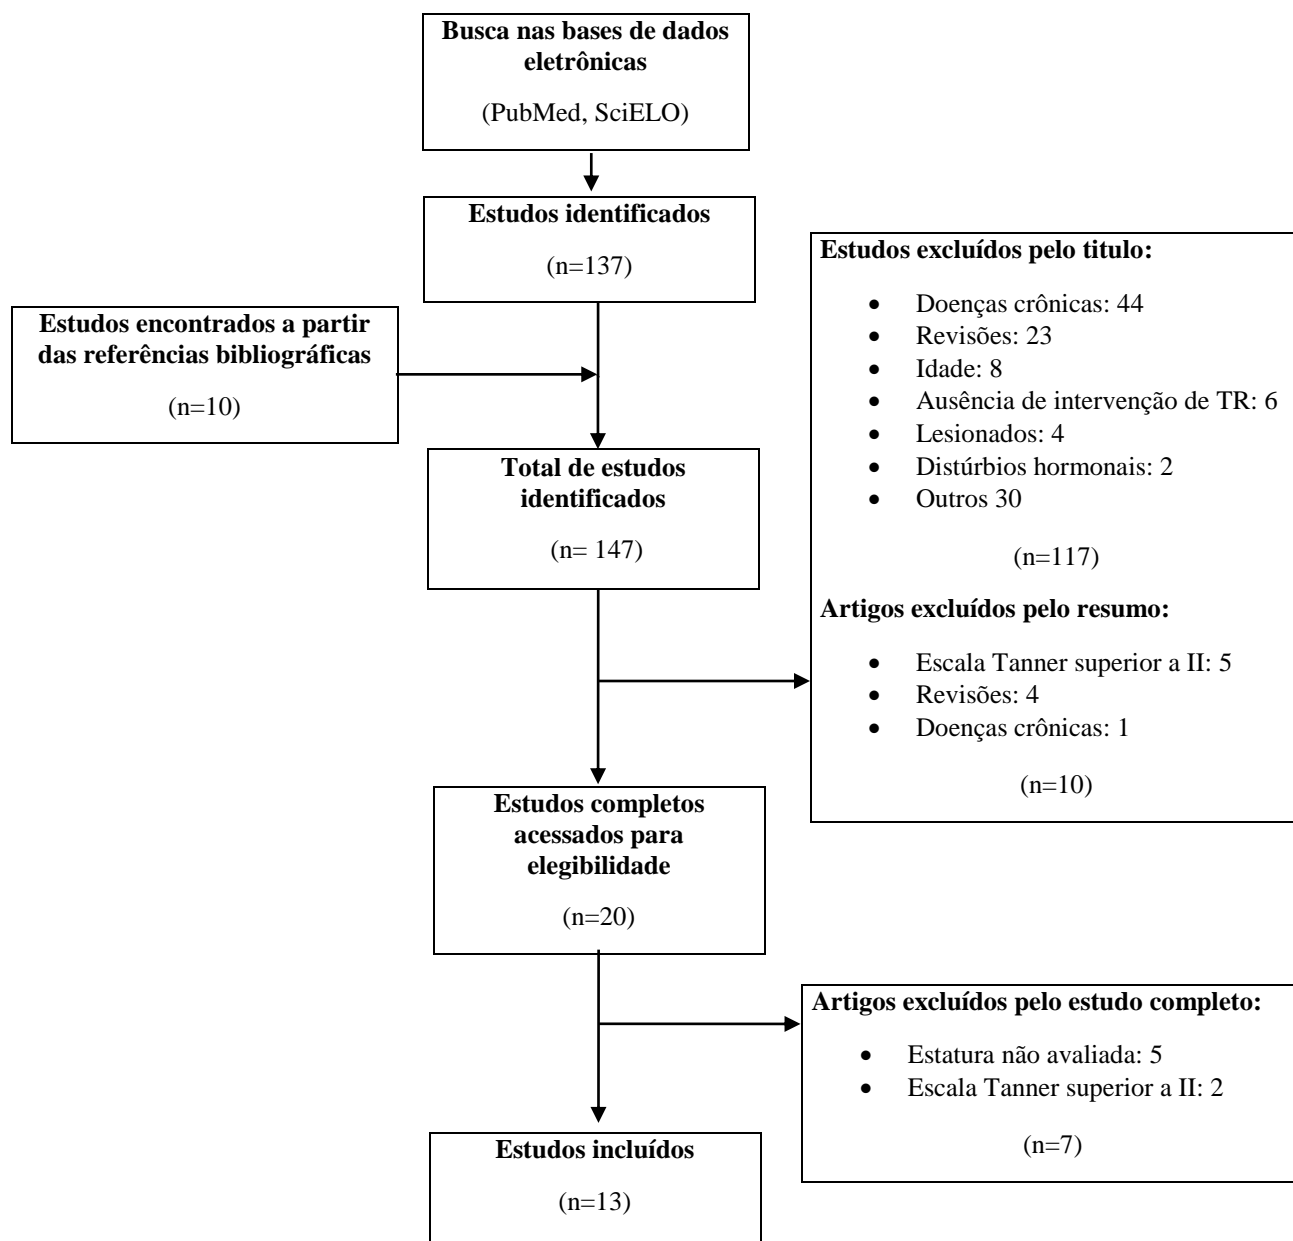 Busca nas bases de dados
eletrônicas
(PubMed, SciELO)
Estudos identificados
(n=137)
Estudos encontrados a partir
das referências bibliográficas
(n=10)
Total de estudos
identificados
(n= 147)
Estudos excluídos pelo titulo:
• Doenças crônicas: 44
• Revisões: 23
• Idade: 8
• Ausência de intervenção de TR: 6
• Lesionados: 4
• Distúrbios hormonais: 2
• Outros 30
(n=117)
Artigos excluídos pelo resumo:
• Escala Tanner superior a II: 5
• Revisões: 4
• Doenças crônicas: 1
(n=10)
Estudos completos
acessados para
elegibilidade
(n=20)
Artigos excluídos pelo estudo completo:
• Estatura não avaliada: 5
• Escala Tanner superior a II: 2
(n=7)
Estudos incluídos
(n=13)